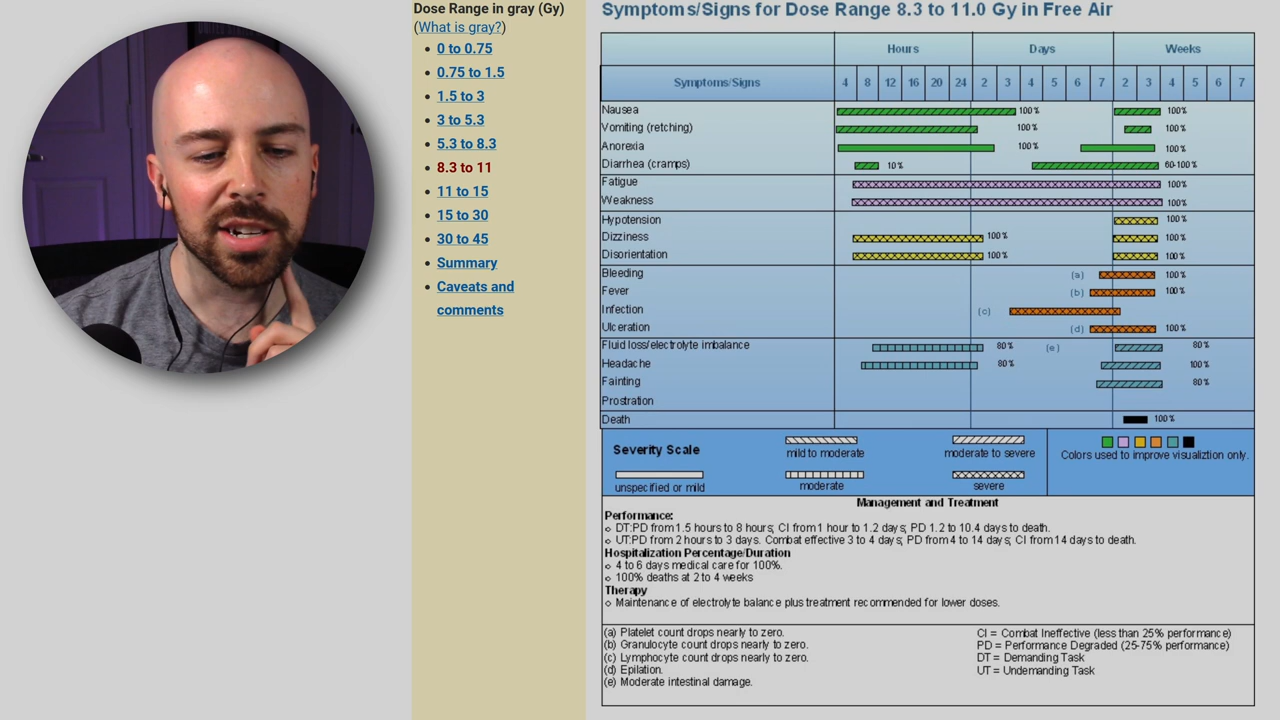 Dose Range in gray (Gy)
(What is gray?)
• 0 to 0.75
• 0.75 to 1.5
• 1.5 to 3
• 3 to 5.3
• 5.3 to 8.3
• 8.3 to 11
• 11 to 15
• 15 to 30
• 30 to 45
• Summary
• Caveats and
comments
Symptoms/Signs for Dose Range 8.3 to 11.0 Gy in Free Air
Hours Days Weeks
Symptoms/Signs 4 8 12 16 20 24 2 3 4 5 6 7 2 3 5 6 7
Nausea 100% 100%
Vomiting (retching) 100% 100%
Anorexia 100% 100%
Diarrhea (cramps) 10% 60-100%
Fatigue 100%
Weakness 100%
Hypotension 100%
Dizziness 100% 100%
Disorientation 100% 100%
Bleeding (a) 100%
Fever (b) 100%
Infection (c)
Ulceration (d) 100%
Fluid loss/electrolyte imbalance 80% (e) 80%
Headache 80% 100%
Fainting 80%
Prostration
Death 100%
Severity Scale
mild to moderate
moderate to severe
unspecified or mild
moderate
severe
Colors used to improve visualiztion only.
Management and Treatment
Performance:
◇ DT:PD from 1.5 hours to 8 hours; CI from 1 hour to 1.2 days; PD 1.2 to 10.4 days to death.
◇ UT:PD from 2 hours to 3 days. Combat effective 3 to 4 days; PD from 4 to 14 days; CI from 14 days to death.
Hospitalization Percentage/Duration
◇ 4 to 6 days medical care for 100%.
◇ 100% deaths at 2 to 4 weeks
Therapy
◇ Maintenance of electrolyte balance plus treatment recommended for lower doses.
(a) Platelet count drops nearly to zero.
(b) Granulocyte count drops nearly to zero.
(c) Lymphocyte count drops nearly to zero.
(d) Epilation.
(e) Moderate intestinal damage.
CI = Combat Ineffective (less than 25% performance)
PD = Performance Degraded (25-75% performance)
DT = Demanding Task
UT = Undemanding Task